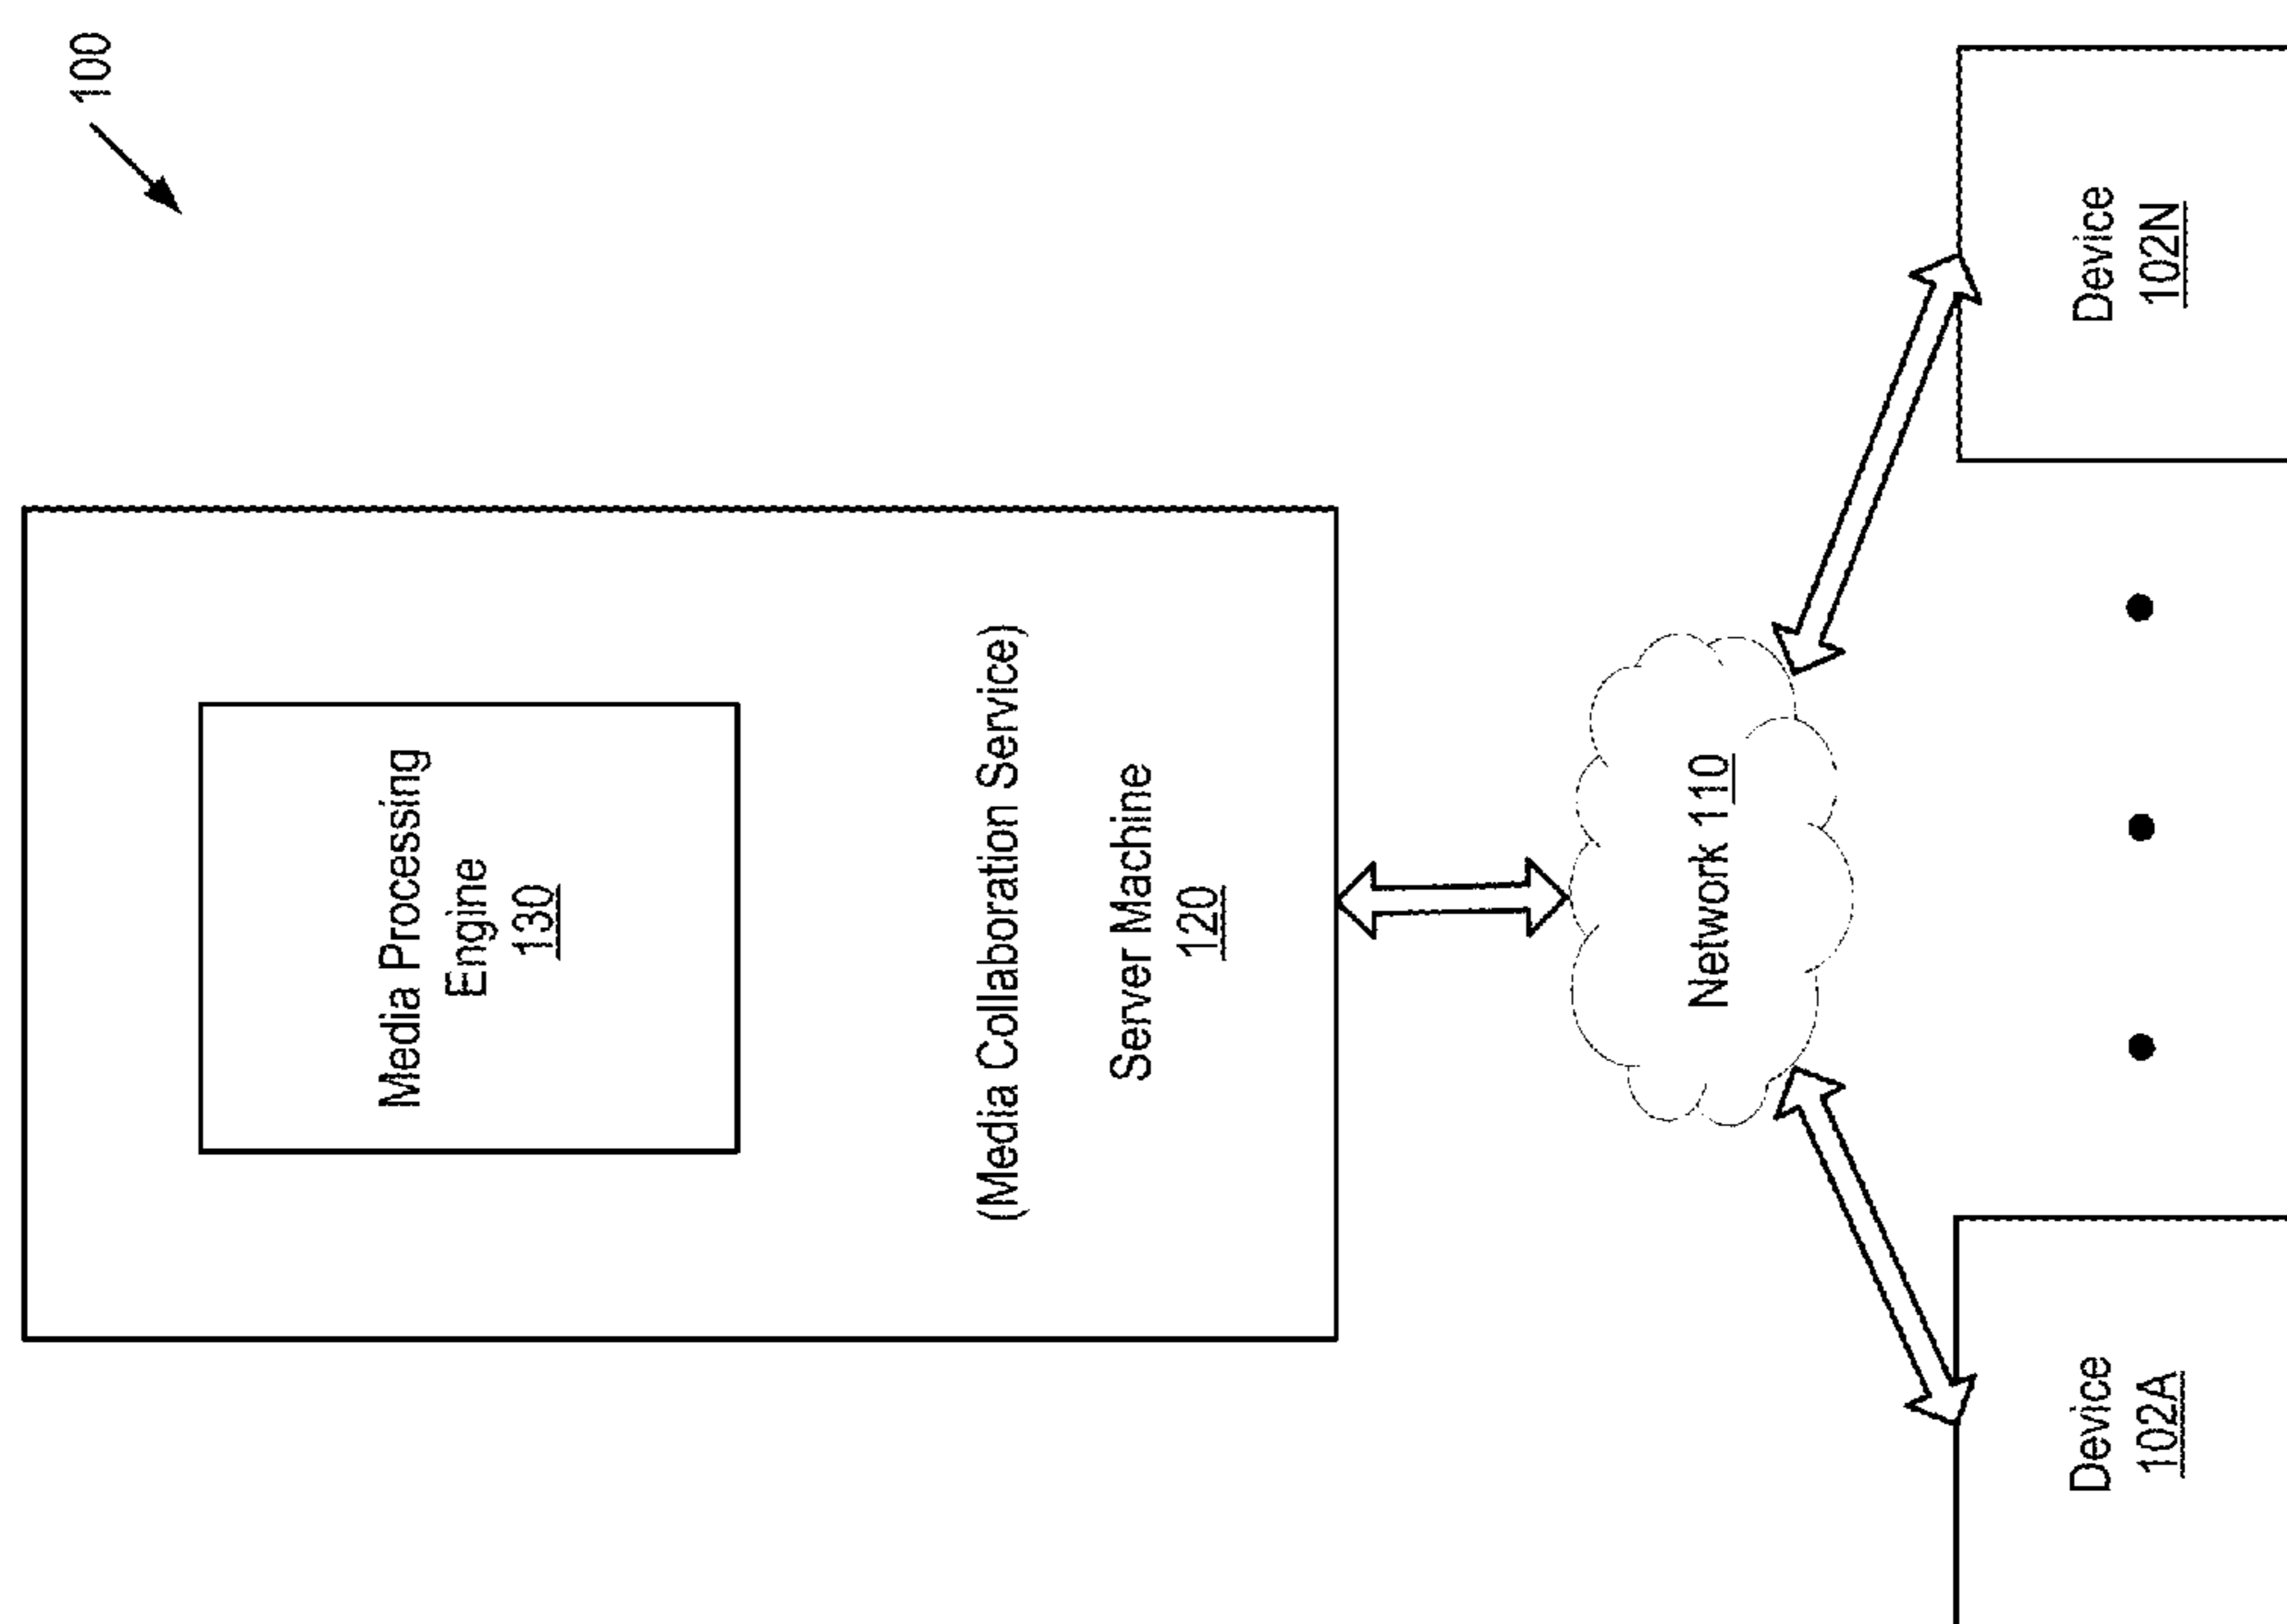 100
Media Processing
Engine
130
(Media Collaboration Service)
Server Machine
120
Network 110
Device
102A
Device
102N